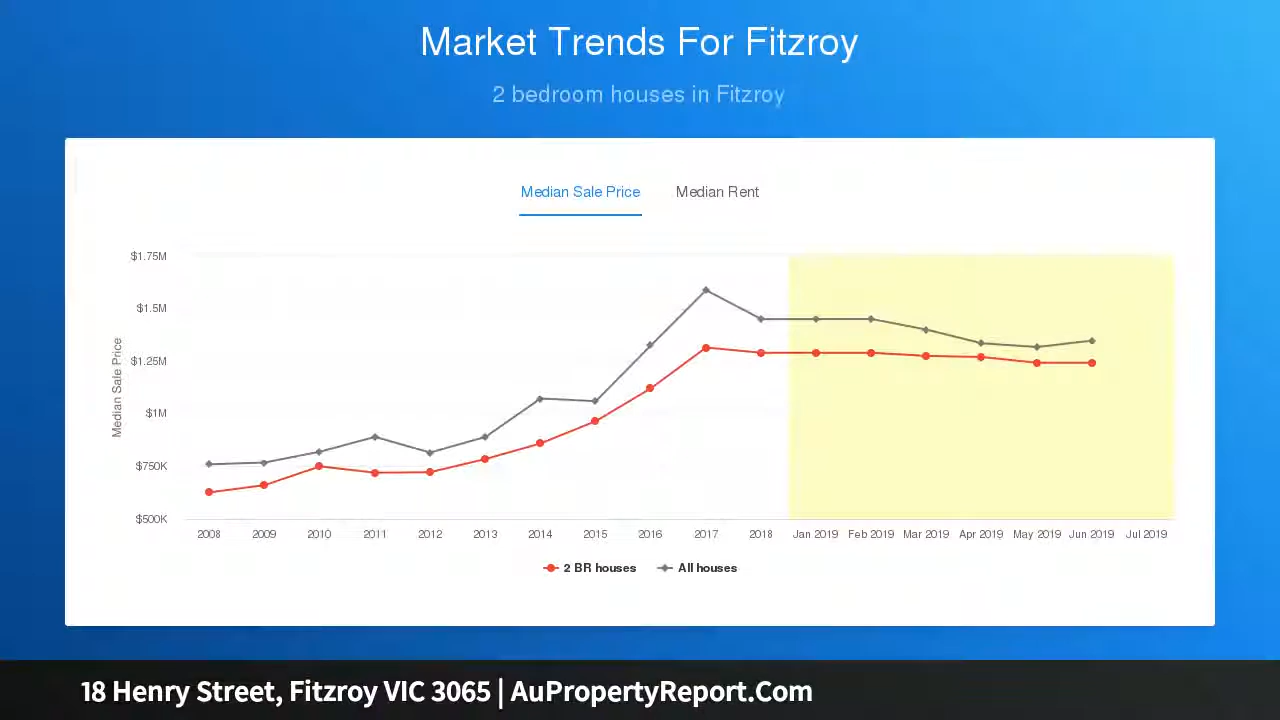 Market Trends For Fitzroy
2 bedroom houses in Fitzroy
Median Sale Price Median Rent
$1.75M
$1.5M
$1.25M
$1M
$750K
$500K
Median Sale Price
2008 2009 2010 2011 2012 2013 2014 2015 2016 2017 2018 Jan 2019 Feb 2019 Mar 2019 Apr 2019 May 2019 Jun 2019 Jul 2019
2 BR houses All houses
18 Henry Street, Fitzroy VIC 3065 | AuPropertyReport.Com